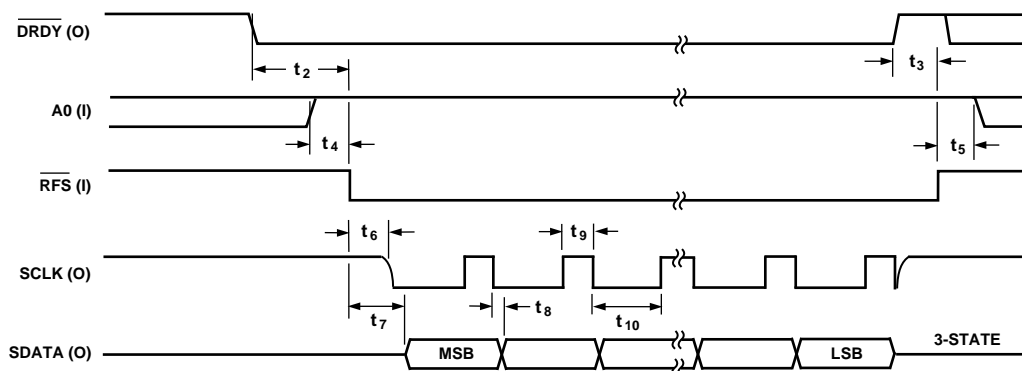 DRDY (O)
t2
t3
A0 (I)
t4
t5
RFS (I)
t6
t9
SCLK (O)
t7
t8
t10
3-STATE
SDATA (O)
MSB
LSB